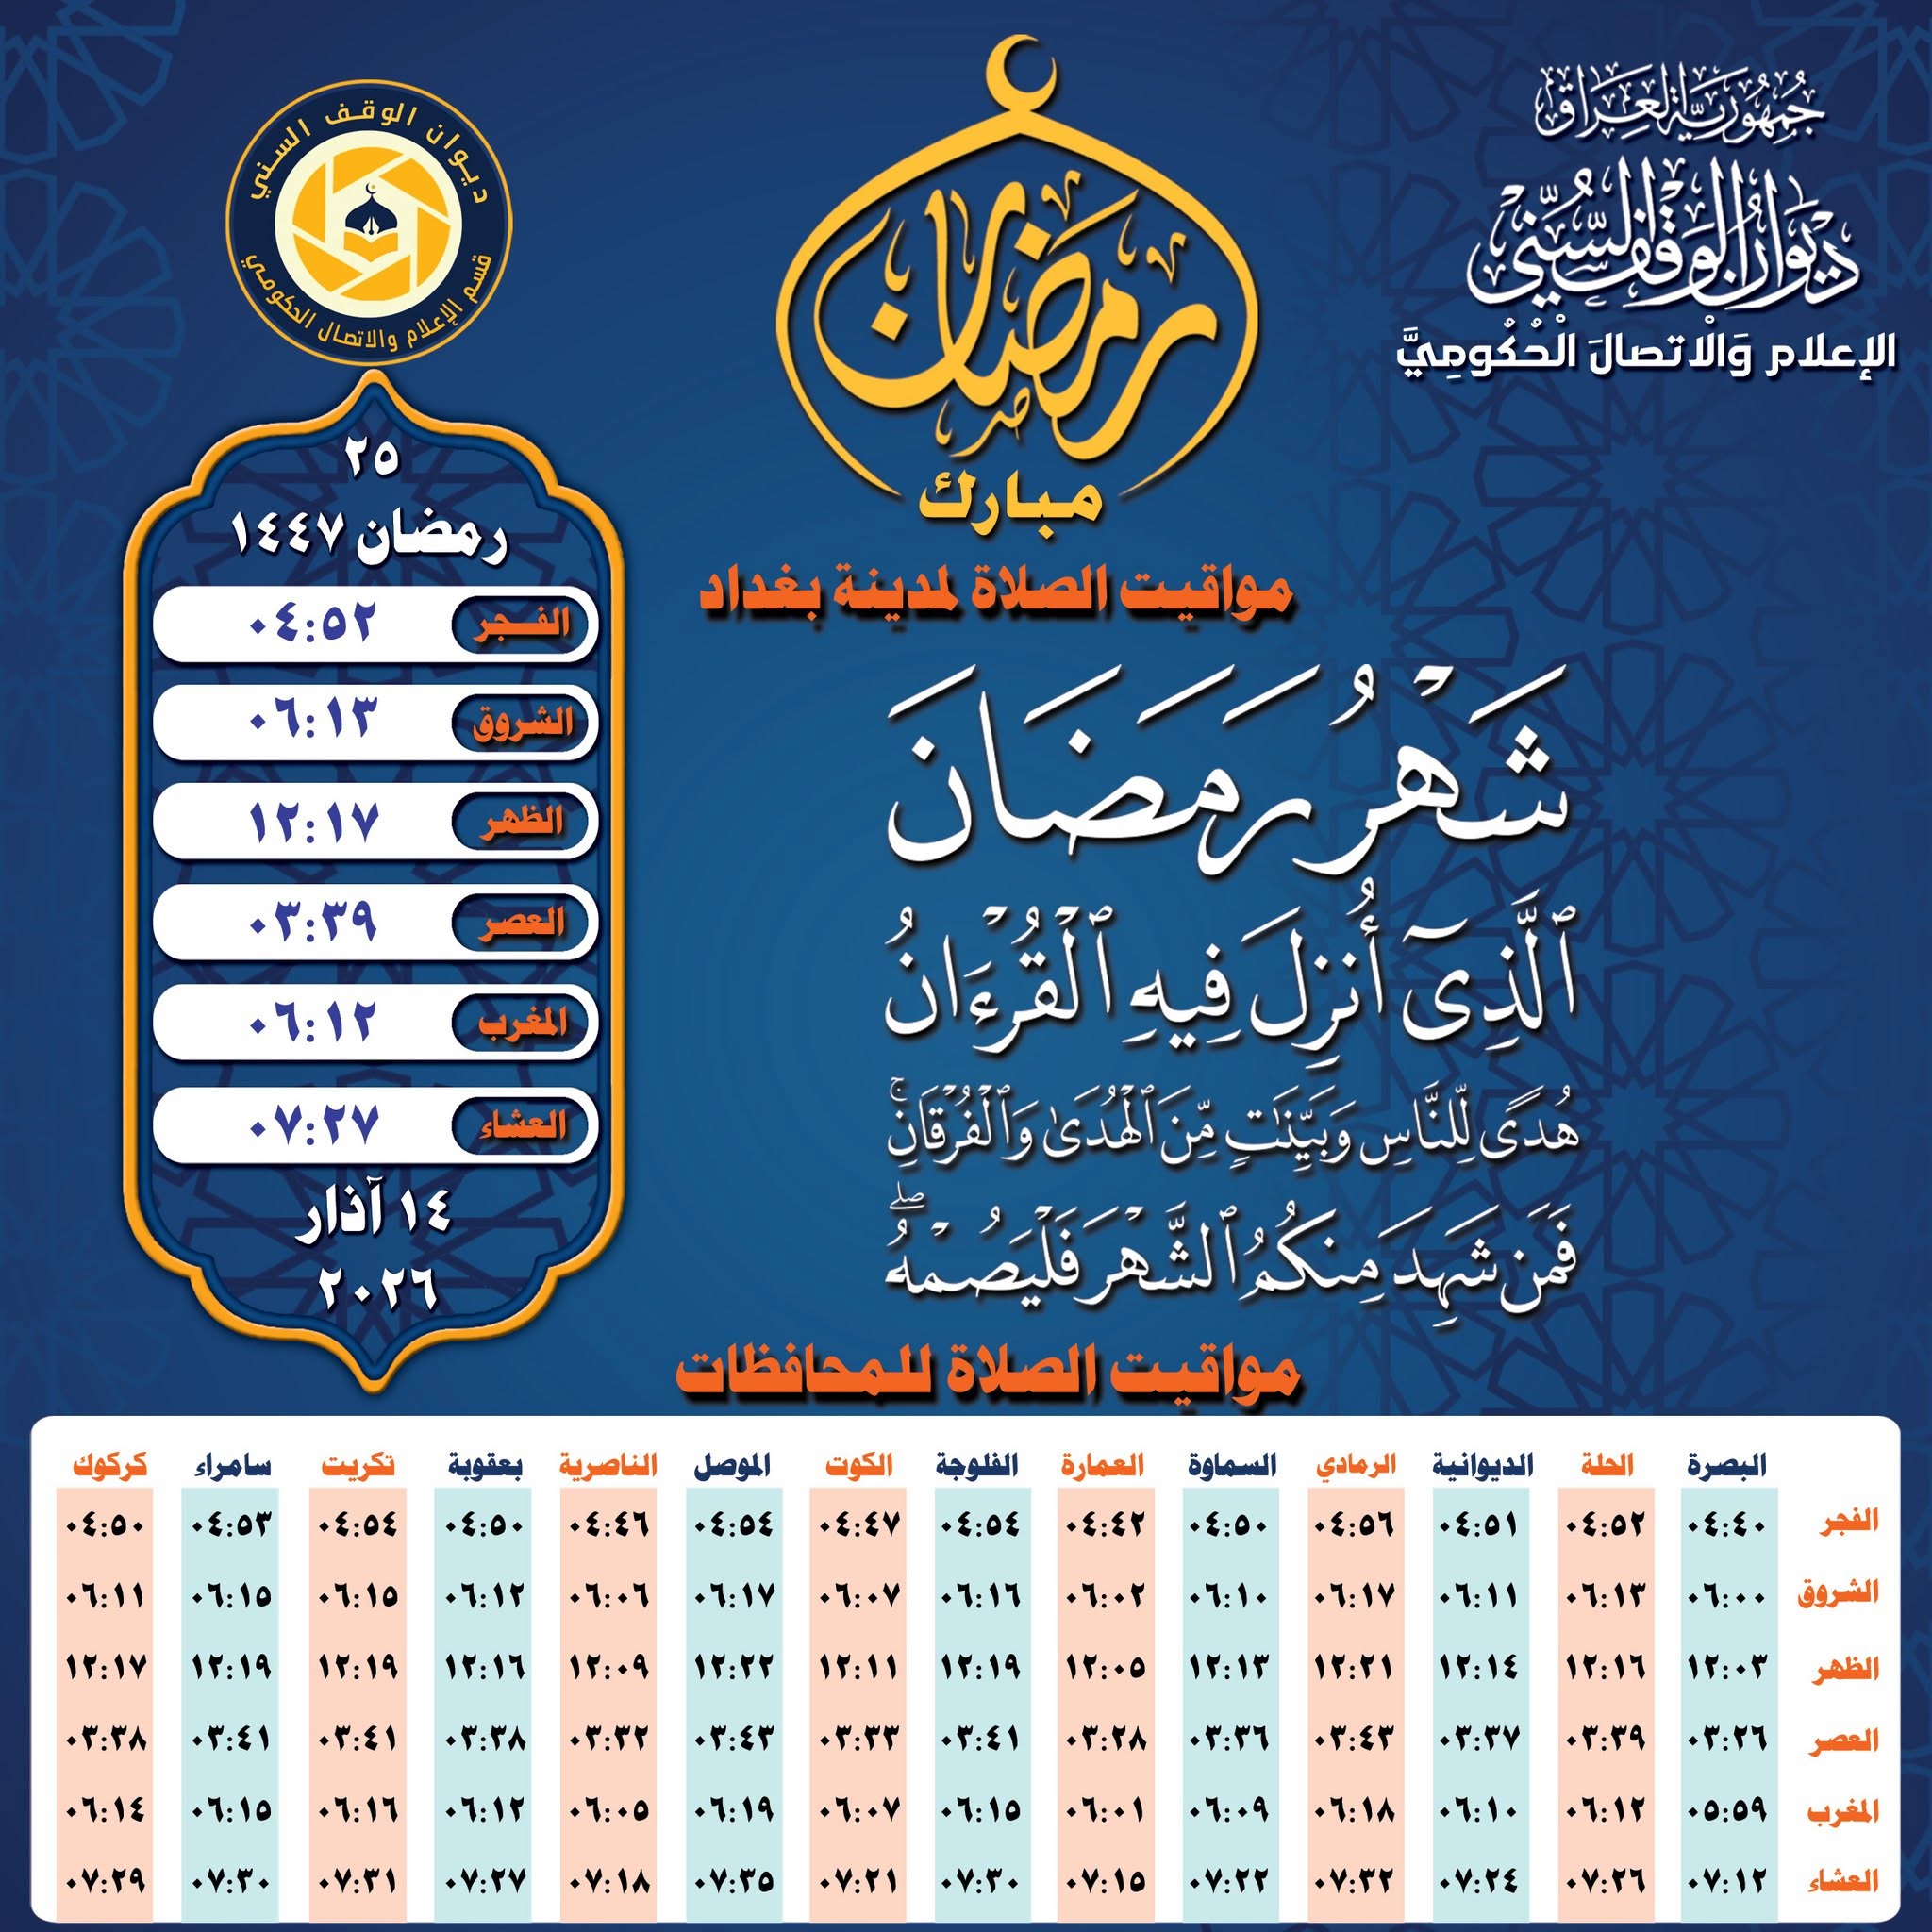 جُمهُورِيَّة العِرَاق
دِيْوَانُ الوَقْفِ السُّنِّيْ
الإعلام وَالْاتصالَ الْحُكُومِيَّ
ديوان الوقف السني
قسم الإعلام والاتصال الحكومي
رمضان
مبارك
مواقيت الصلاة لمدينة بغداد
شَهْرُ رَمَضَانَ
ٱلَّذِىٓ أُنزِلَ فِيهِ ٱلْقُرْءَانُ
هُدًى لِّلنَّاسِ وَبَيِّنَٰتٍ مِّنَ ٱلْهُدَىٰ وَٱلْفُرْقَانِ ۚ
فَمَن شَهِدَ مِنكُمُ ٱلشَّهْرَ فَلْيَصُمْهُ ۖ
٢٥
رمضان ١٤٤٧
الفجر ٠٤:٥٢
الشروق ٠٦:١٣
الظهر ١٢:١٧
العصر ٠٣:٣٩
المغرب ٠٦:١٢
العشاء ٠٧:٢٧
١٤ آذار
٢٠٢٦
مواقيت الصلاة للمحافظات
البصرة الحلة الديوانية الرمادي السماوة العمارة الفلوجة الكوت الموصل الناصرية بعقوبة تكريت سامراء كركوك
الفجر ٠٤:٤٠ ٠٤:٥٢ ٠٤:٥١ ٠٤:٥٦ ٠٤:٥٠ ٠٤:٤٢ ٠٤:٥٤ ٠٤:٤٧ ٠٤:٥٤ ٠٤:٤٦ ٠٤:٥٠ ٠٤:٥٤ ٠٤:٥٣ ٠٤:٥٠
الشروق ٠٦:٠٠ ٠٦:١٣ ٠٦:١١ ٠٦:١٧ ٠٦:١٠ ٠٦:٠٢ ٠٦:١٦ ٠٦:٠٧ ٠٦:١٧ ٠٦:٠٦ ٠٦:١٢ ٠٦:١٥ ٠٦:١٥ ٠٦:١١
الظهر ١٢:٠٣ ١٢:١٦ ١٢:١٤ ١٢:٢١ ١٢:١٣ ١٢:٠٥ ١٢:١٩ ١٢:١١ ١٢:٢٢ ١٢:٠٩ ١٢:١٦ ١٢:١٩ ١٢:١٩ ١٢:١٧
العصر ٠٣:٢٦ ٠٣:٣٩ ٠٣:٣٧ ٠٣:٤٣ ٠٣:٣٦ ٠٣:٢٨ ٠٣:٤١ ٠٣:٣٣ ٠٣:٤٣ ٠٣:٣٢ ٠٣:٣٨ ٠٣:٤١ ٠٣:٤١ ٠٣:٣٨
المغرب ٠٥:٥٩ ٠٦:١٢ ٠٦:١٠ ٠٦:١٨ ٠٦:٠٩ ٠٦:٠١ ٠٦:١٥ ٠٦:٠٧ ٠٦:١٩ ٠٦:٠٥ ٠٦:١٢ ٠٦:١٦ ٠٦:١٥ ٠٦:١٤
العشاء ٠٧:١٢ ٠٧:٢٦ ٠٧:٢٤ ٠٧:٣٢ ٠٧:٢٢ ٠٧:١٥ ٠٧:٣٠ ٠٧:٢١ ٠٧:٣٥ ٠٧:١٨ ٠٧:٢٧ ٠٧:٣١ ٠٧:٣٠ ٠٧:٢٩